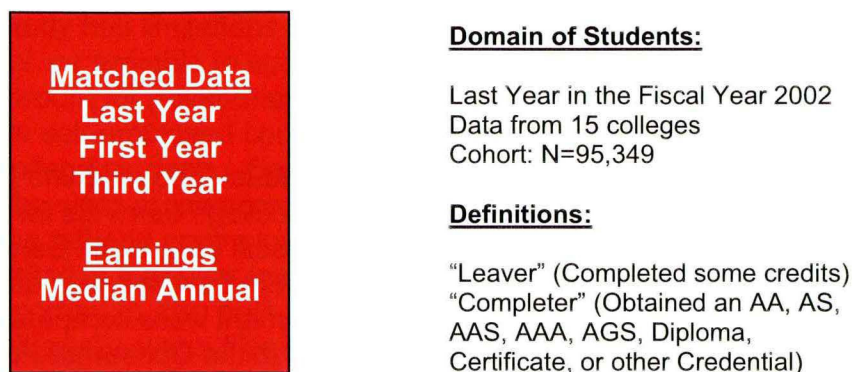 Matched Data
Last Year
First Year
Third Year
Earnings
Median Annual
Domain of Students:
Last Year in the Fiscal Year 2002
Data from 15 colleges
Cohort: N=95,349
Definitions:
“Leaver” (Completed some credits)
“Completer” (Obtained an AA, AS,
AAS, AAA, AGS, Diploma,
Certificate, or other Credential)